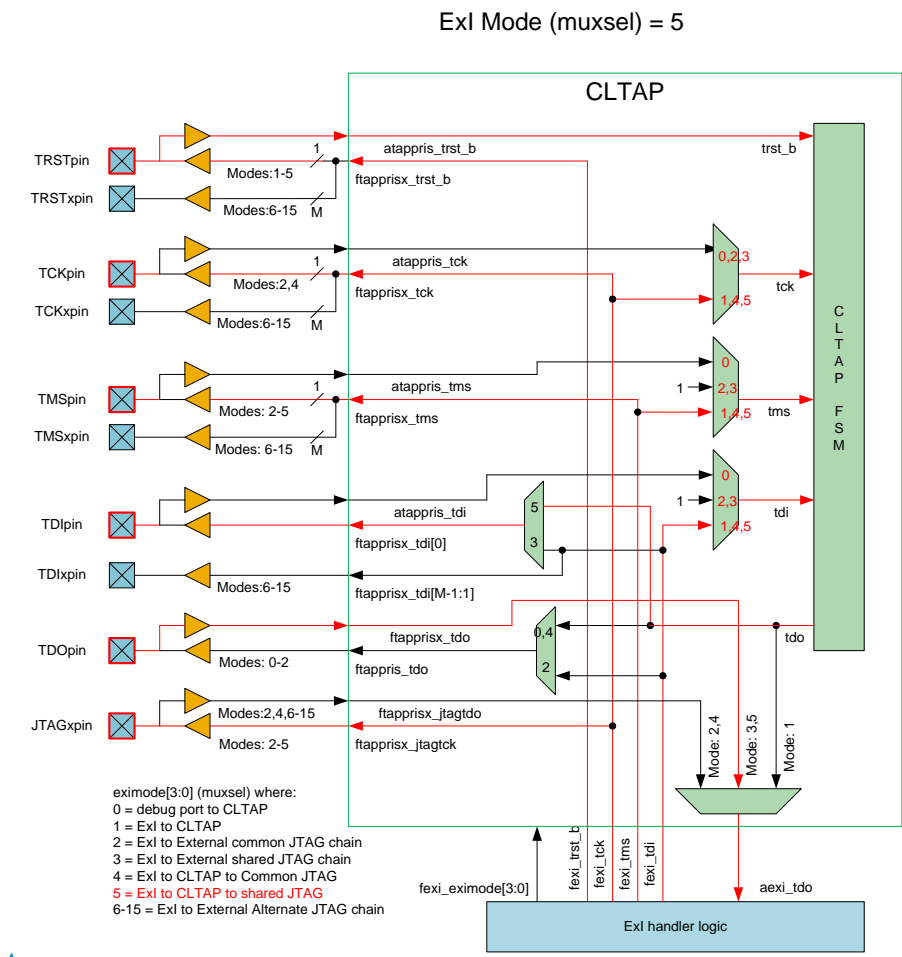 ExI Mode (muxsel) = 5
CLTAP
TRSTpin
TRSTxpin
Modes:1-5
Modes:6-15
1
M
atappris_trst_b
ftapprisx_trst_b
trst_b
TCKpin
TCKxpin
Modes:2,4
Modes:6-15
1
M
atappris_tck
ftapprisx_tck
0,2,3
1,4,5
tck
C
L
T
A
P
F
S
M
TMSpin
TMSxpin
Modes: 2-5
Modes: 6-15
1
M
atappris_tms
ftapprisx_tms
0
1
2,3
1,4,5
tms
TDIpin
TDIxpin
Modes:6-15
atappris_tdi
ftapprisx_tdi[0]
ftapprisx_tdi[M-1:1]
5
3
0
1
2,3
1,4,5
tdi
TDOpin
Modes: 0-2
ftapprisx_tdo
ftappris_tdo
0,4
2
tdo
JTAGxpin
Modes:2,4,6-15
Modes: 2-5
ftapprisx_jtagtdo
ftapprisx_jtagtck
Mode: 2,4
Mode: 3,5
Mode: 1
eximode[3:0] (muxsel) where:
0 = debug port to CLTAP
1 = ExI to CLTAP
2 = ExI to External common JTAG chain
3 = ExI to External shared JTAG chain
4 = ExI to CLTAP to Common JTAG
5 = ExI to CLTAP to shared JTAG
6-15 = ExI to External Alternate JTAG chain
fexi_eximode[3:0]
fexi_trst_b
fexi_tck
fexi_tms
fexi_tdi
aexi_tdo
ExI handler logic